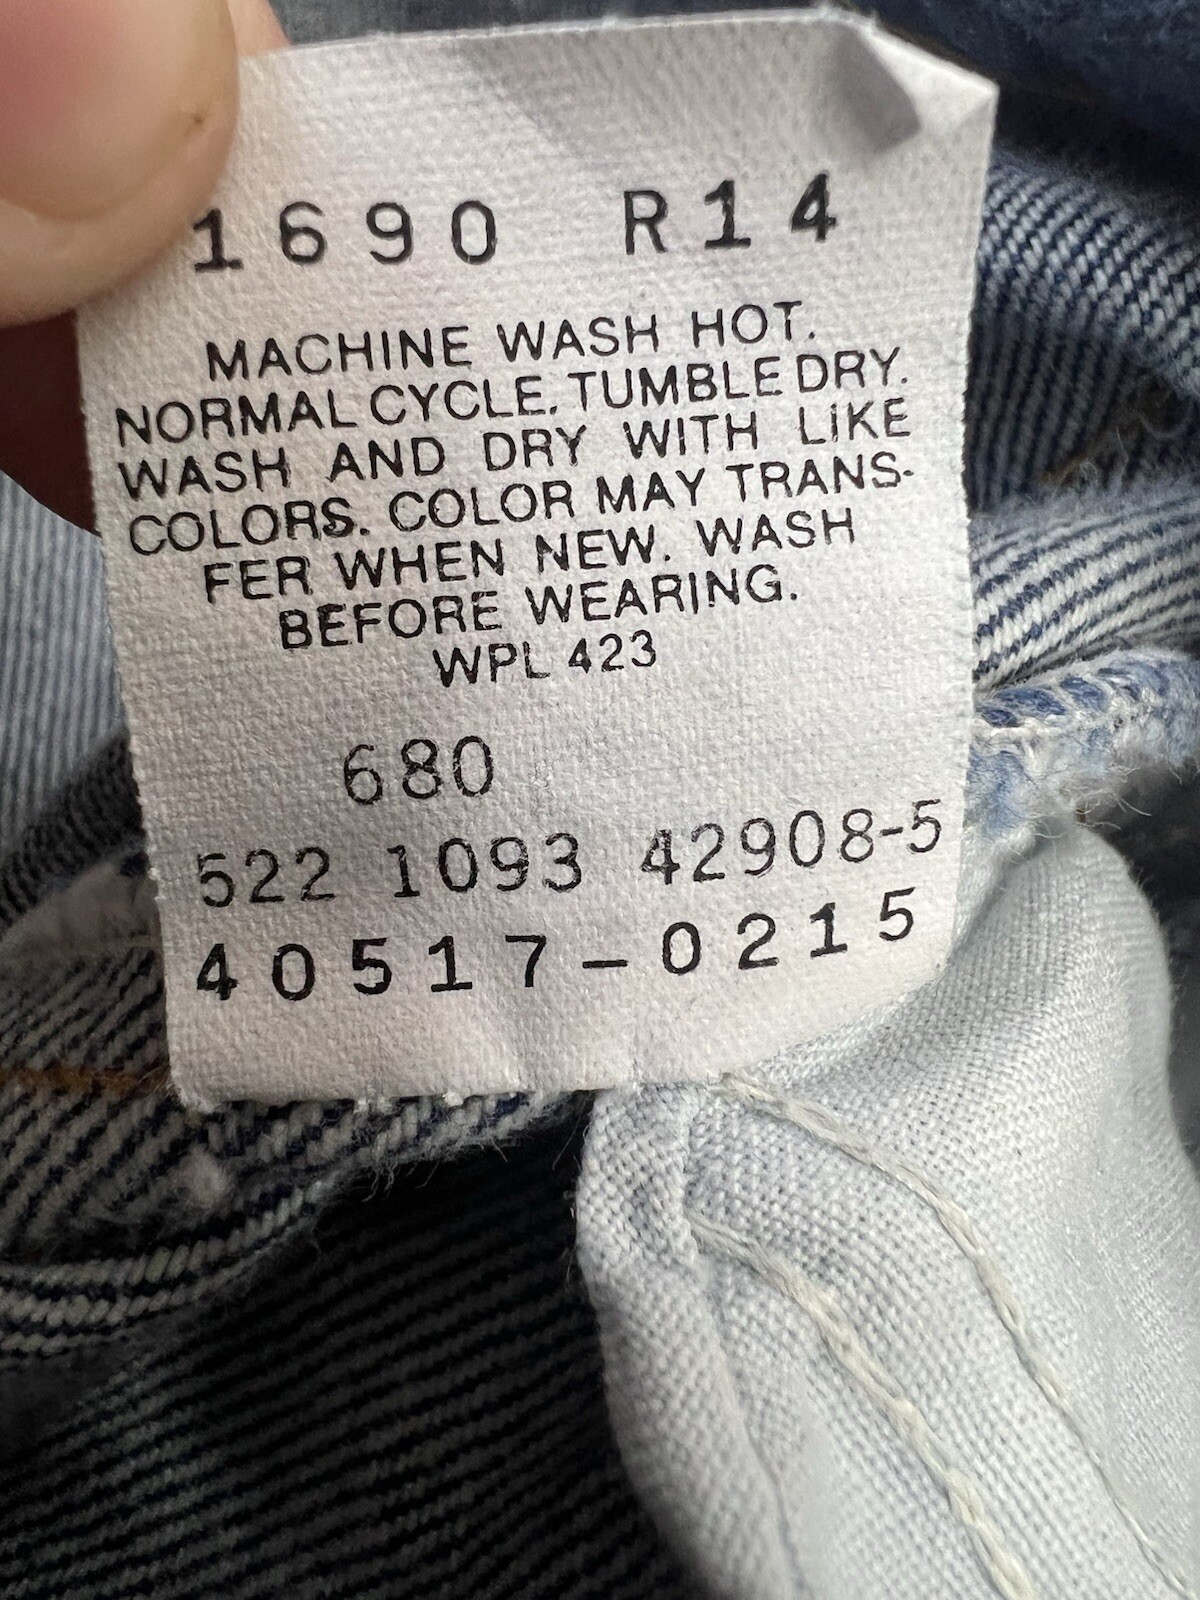 1690 R14
MACHINE WASH HOT.
NORMAL CYCLE. TUMBLE DRY.
WASH AND DRY WITH LIKE
COLORS. COLOR MAY TRANS-
FER WHEN NEW. WASH
BEFORE WEARING.
WPL 423
680
522 1093 42908-5
40517-0215